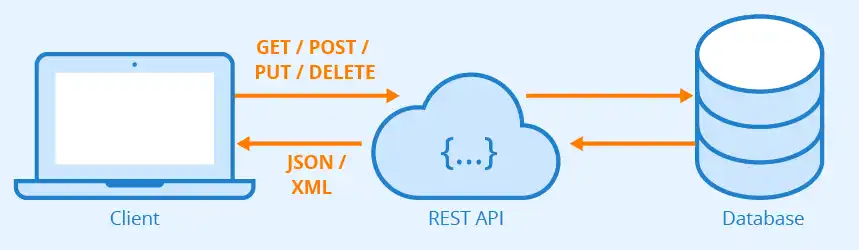 GET / POST /
PUT / DELETE
{...}
JSON /
XML
Client
REST API
Database